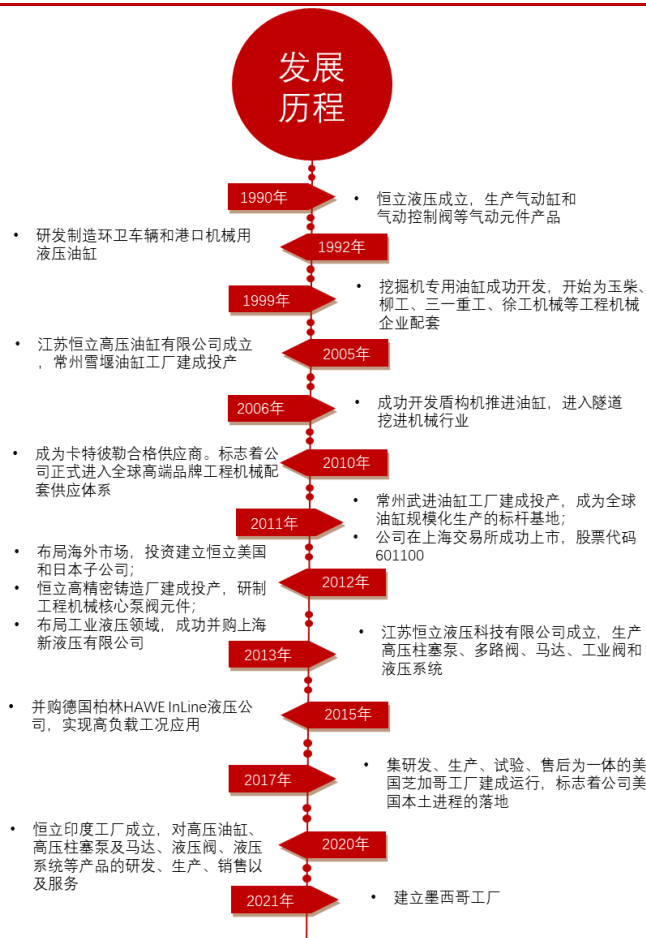 发展
历程
1990年
• 恒立液压成立，生产气动缸和
气动控制阀等气动元件产品
1992年
• 研发制造环卫车辆和港口机械用
液压油缸
1999年
• 挖掘机专用油缸成功开发，开始为玉柴、
柳工、三一重工、徐工机械等工程机械
企业配套
2005年
• 江苏恒立高压油缸有限公司成立
，常州雪堰油缸工厂建成投产
2006年
• 成功开发盾构机推进油缸，进入隧道
挖进机械行业
2010年
• 成为卡特彼勒合格供应商。标志着公
司正式进入全球高端品牌工程机械配
套供应体系
2011年
• 常州武进油缸工厂建成投产，成为全球
油缸规模化生产的标杆基地；
• 公司在上海交易所成功上市，股票代码
601100
2012年
• 布局海外市场，投资建立恒立美国
和日本子公司；
• 恒立高精密铸造厂建成投产，研制
工程机械核心泵阀元件；
• 布局工业液压领域，成功并购上海
新液压有限公司
2013年
• 江苏恒立液压科技有限公司成立，生产
高压柱塞泵、多路阀、马达、工业阀和
液压系统
2015年
• 并购德国柏林HAWE InLine液压公
司，实现高负载工况应用
2017年
• 集研发、生产、试验、售后为一体的美
国芝加哥工厂建成运行，标志着公司美
国本土进程的落地
2020年
• 恒立印度工厂成立，对高压油缸、
高压柱塞泵及马达、液压阀、液压
系统等产品的研发、生产、销售以
及服务
2021年
• 建立墨西哥工厂